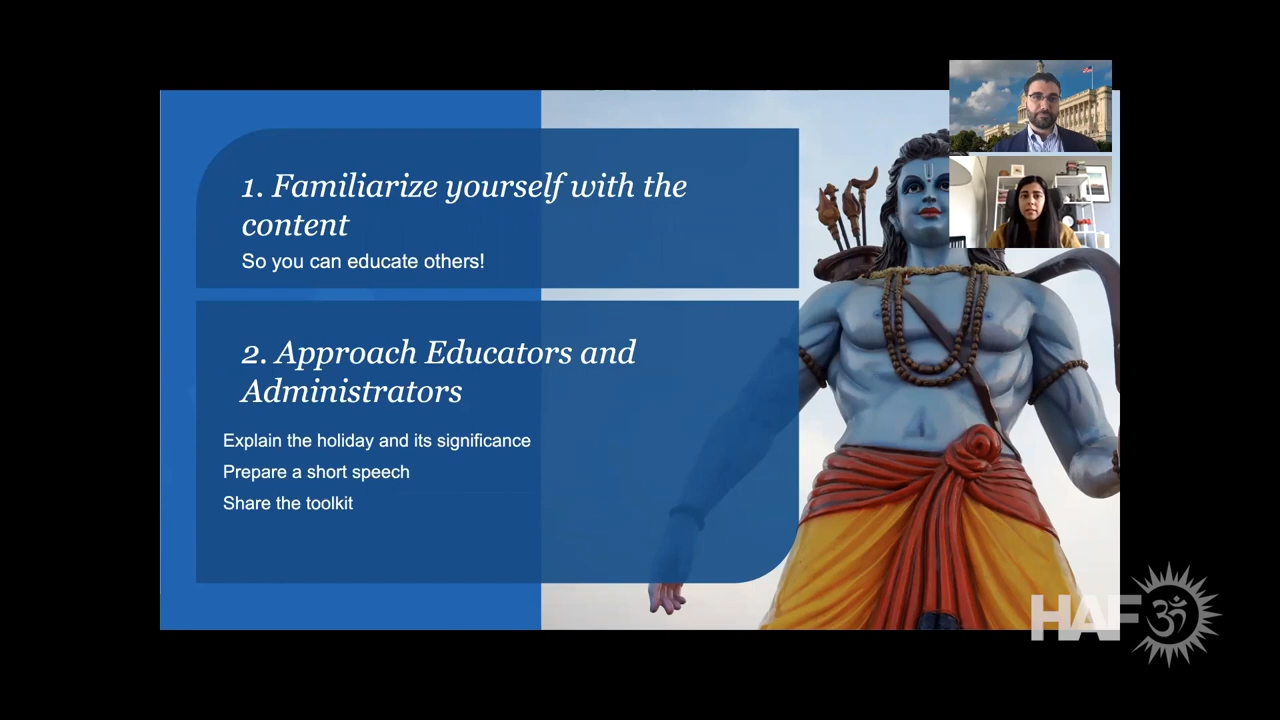 1. Familiarize yourself with the
content
So you can educate others!
2. Approach Educators and
Administrators
Explain the holiday and its significance
Prepare a short speech
Share the toolkit
HAF ॐ